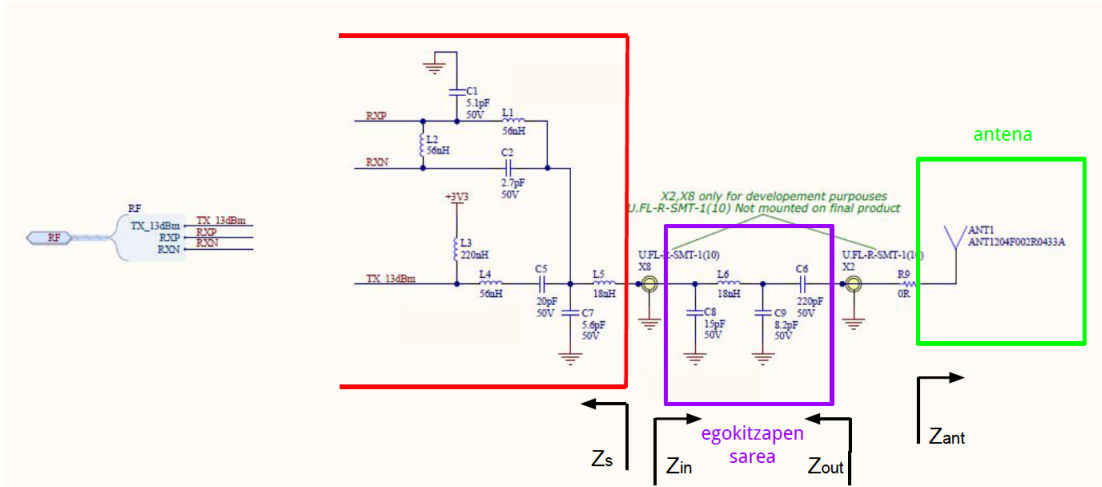 C1
5.1pF
50V
RXP
L1
56nH
L2
56nH
RXN
C2
2.7pF
50V
antena
X2,X8 only for developement purpouses
U.FL-R-SMT-1(10) Not mounted on final product
RF
RF
TX_13dBm
RXP
RXN
TX_13dBm
RXP
RXN
+3V3
L3
220nH
TX_13dBm
L4
56nH
C5
20pF
50V
C7
5.6pF
50V
L5
18nH
U.FL-R-SMT-1(10)
X8
L6
18nH
C6
220pF
50V
C8
15pF
50V
C9
8.2pF
50V
U.FL-R-SMT-1(10)
X2
R9
0R
ANT1
ANT1204F002R0433A
Zs
Zin
egokitzapen
sarea
Zout
Zant